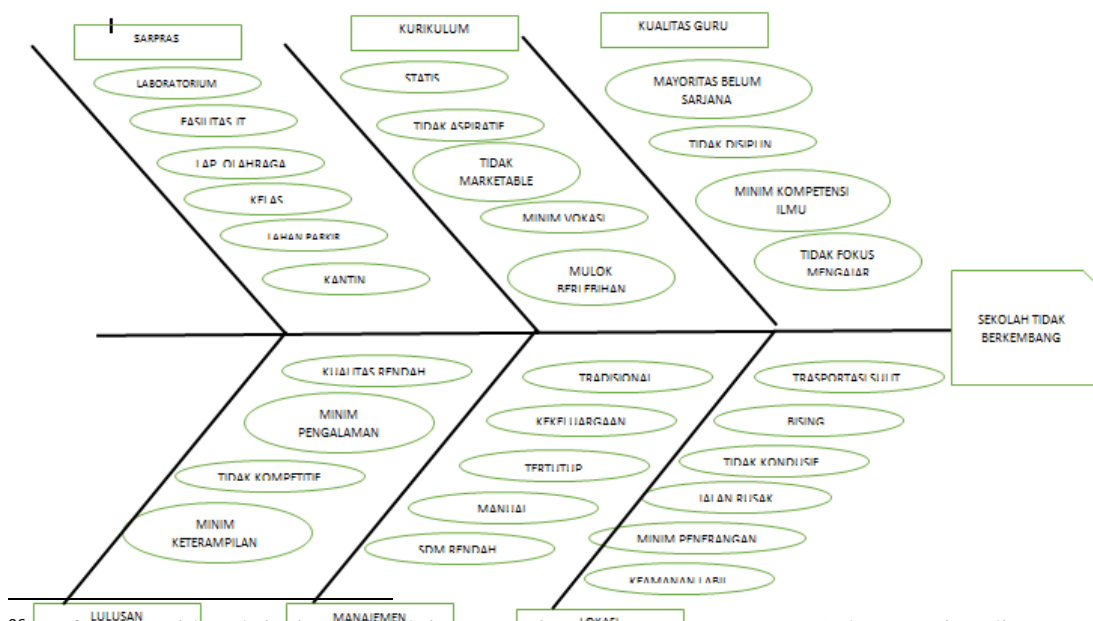 SARPRAS
KURIKULUM
KUALITAS GURU
LABORATORIUM
FASILITAS IT
LAP. OLAHRAGA
KELAS
LAHAN PARKIR
KANTIN
STATIS
TIDAK ASPIRATIF
TIDAK
MARKETABLE
MINIM VOKASI
MULOK
BERLEBIHAN
MAYORITAS BELUM
SARJANA
TIDAK DISIPLIN
MINIM KOMPETENSI
ILMU
TIDAK FOKUS
MENGAJAR
SEKOLAH TIDAK
BERKEMBANG
KUALITAS RENDAH
MINIM
PENGALAMAN
TIDAK KOMPETITIF
MINIM
KETERAMPILAN
TRADISIONAL
KEKELUARGAAN
TERTUTUP
MANUAL
SDM RENDAH
TRASPORTASI SULIT
BISING
TIDAK KONDUSIF
JALAN RUSAK
MINIM PENERANGAN
KEAMANAN LABIL
LULUSAN
MANAJEMEN
LOKASI